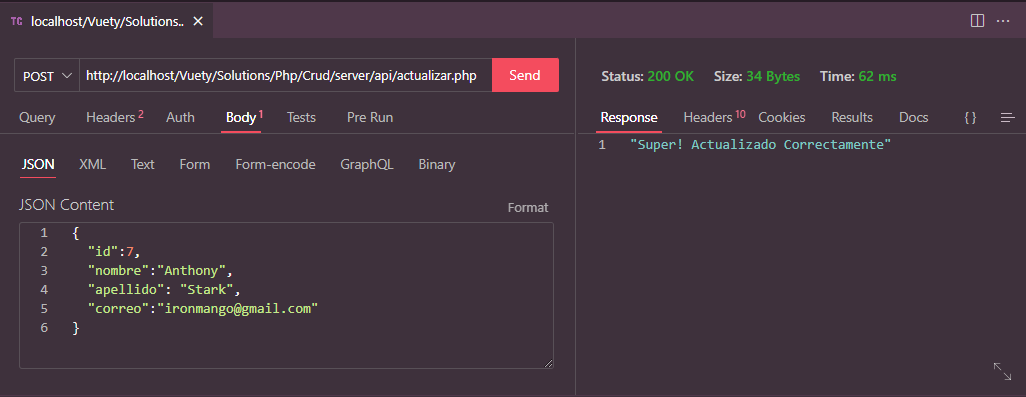 TC localhost/Vuety/Solutions.. ×
POST http://localhost/Vuety/Solutions/Php/Crud/server/api/actualizar.php Send
Query Headers 2 Auth Body 1 Tests Pre Run
JSON XML Text Form Form-encode GraphQL Binary
JSON Content Format
1 {
2 "id":7,
3 "nombre":"Anthony",
4 "apellido": "Stark",
5 "correo":"ironmango@gmail.com"
6 }
Status: 200 OK Size: 34 Bytes Time: 62 ms
Response Headers 10 Cookies Results Docs { }
1 "Super! Actualizado Correctamente"